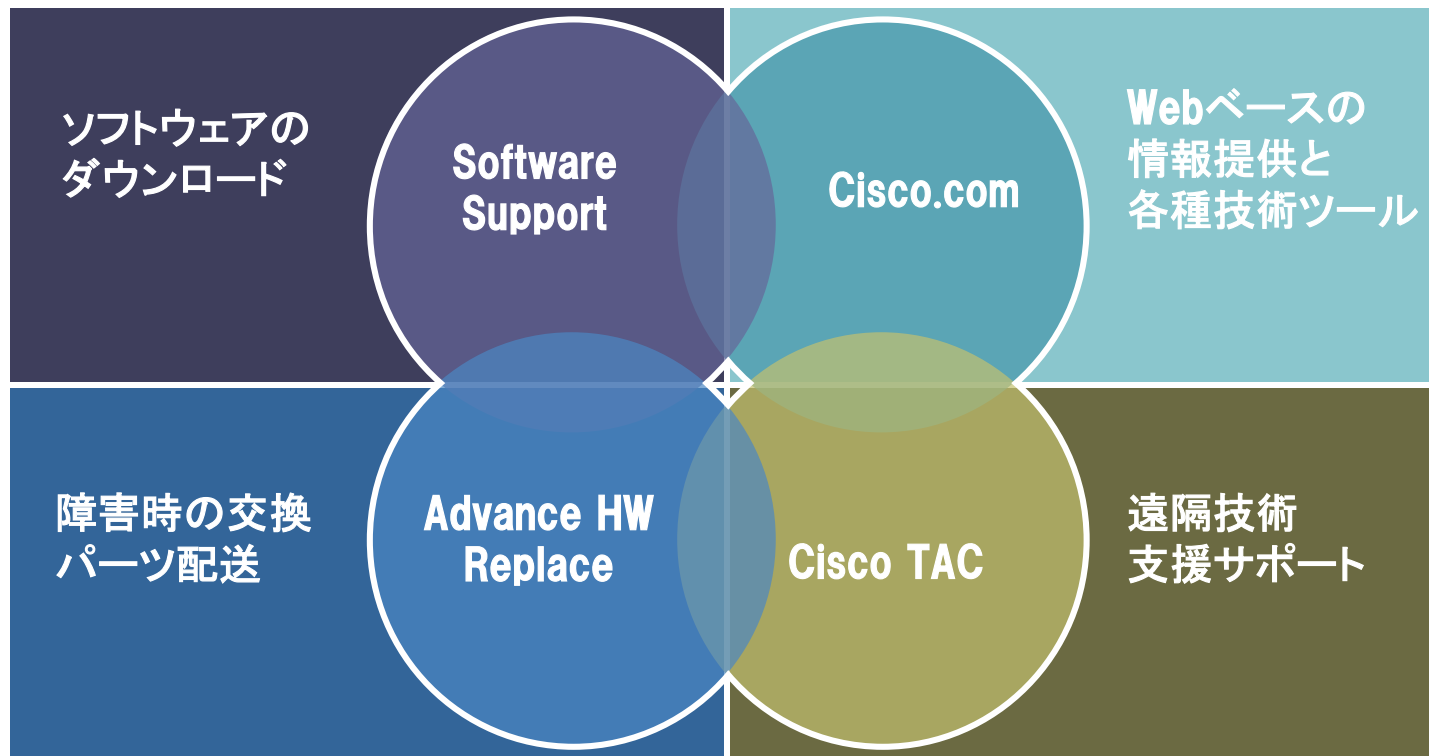 ソフトウェアの
ダウンロード
Software
Support
Cisco.com
Webベースの
情報提供と
各種技術ツール
障害時の交換
パーツ配送
Advance HW
Replace
Cisco TAC
遠隔技術
支援サポート